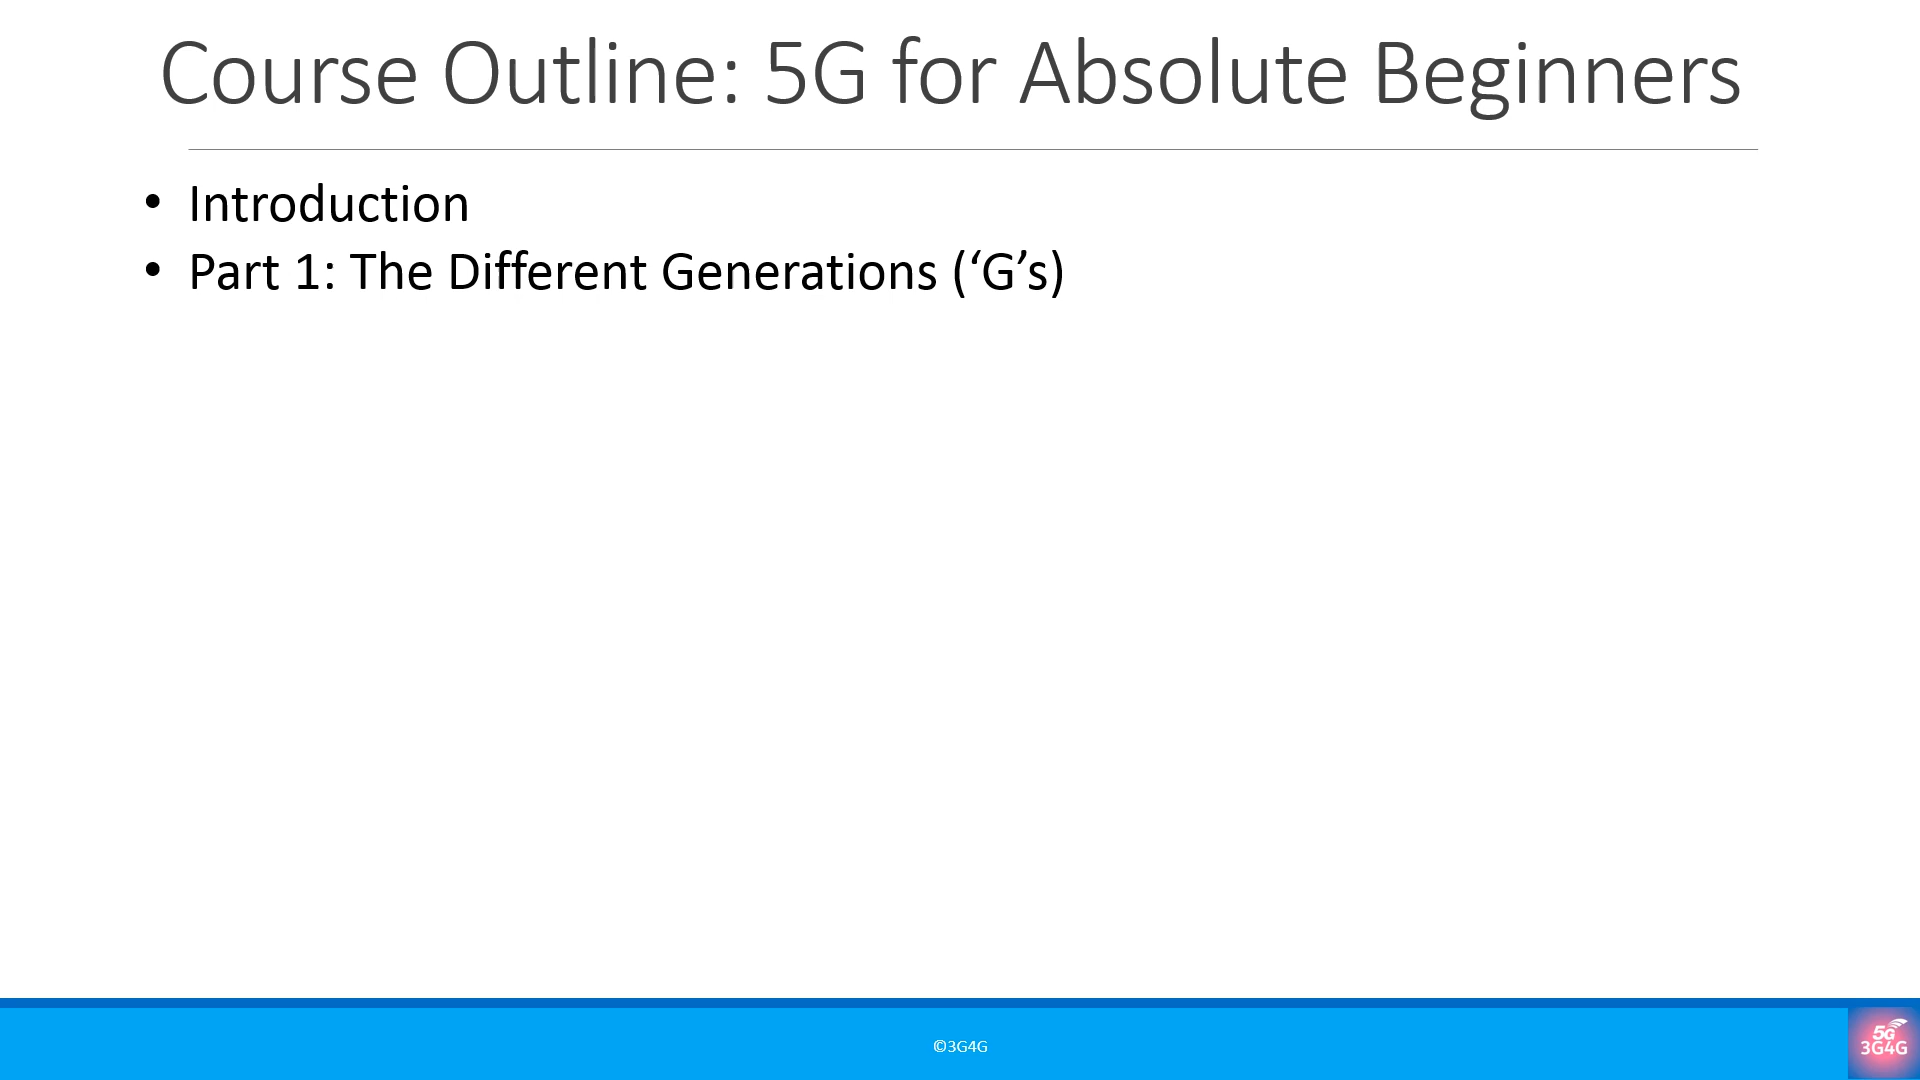 Course Outline: 5G for Absolute Beginners
• Introduction
• Part 1: The Different Generations (‘G’s)
©3G4G
5G
3G4G